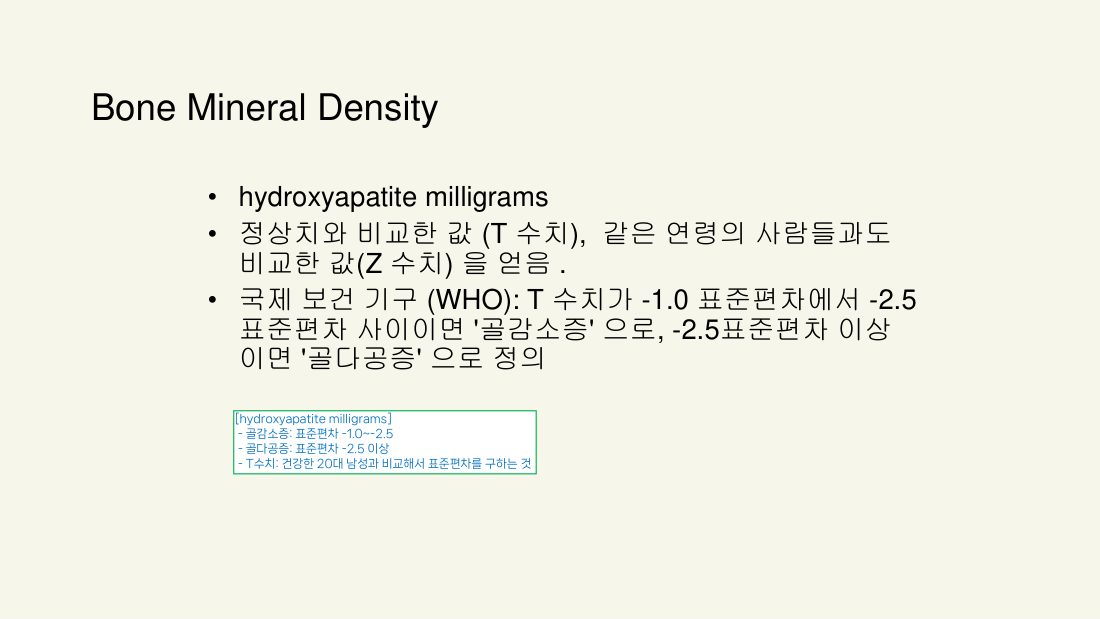 Bone Mineral Density
• hydroxyapatite milligrams
• 정상치와 비교한 값 (T 수치),  같은 연령의 사람들과도
비교한 값(Z 수치) 을 얻음 .
• 국제 보건 기구 (WHO): T 수치가 -1.0 표준편차에서 -2.5
표준편차 사이이면 '골감소증' 으로, -2.5표준편차 이상
이면 '골다공증' 으로 정의
[hydroxyapatite milligrams]
- 골감소증: 표준편차 -1.0~-2.5
- 골다공증: 표준편차 -2.5 이상
- T수치: 건강한 20대 남성과 비교해서 표준편차를 구하는 것